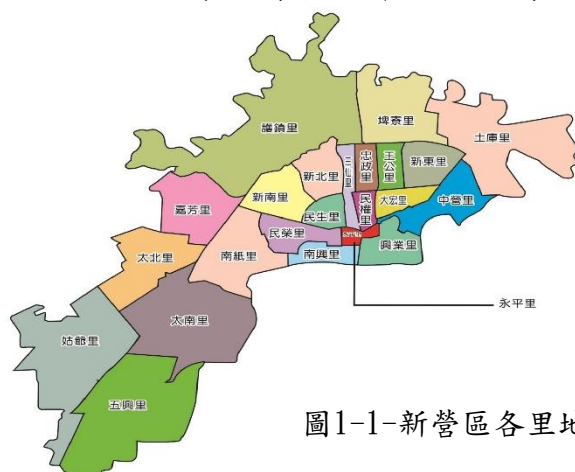 護鎮里
埤寮里
土庫里
三仙里
忠政里
王公里
新東里
新北里
嘉芳里
新南里
民權里
大宏里
中營里
民生里
民榮里
太北里
南紙里
南興里
興業里
永平里
姑爺里
太南里
五興里
圖1-1-新營區各里地